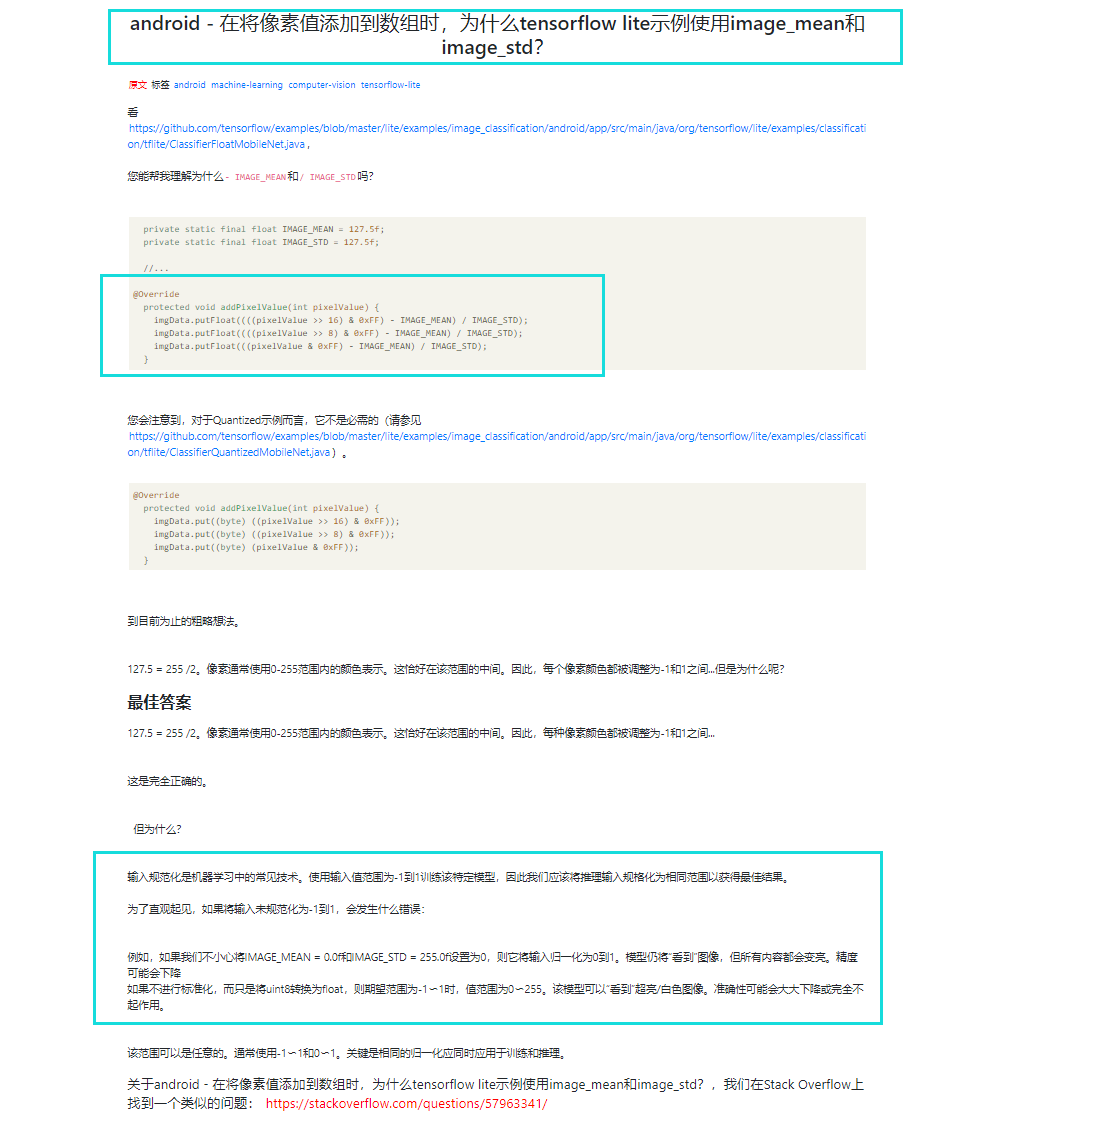 android - 在将像素值添加到数组时，为什么tensorflow lite示例使用image_mean和
image_std？
原文 标签 android machine-learning computer-vision tensorflow-lite
看
https://github.com/tensorflow/examples/blob/master/lite/examples/image_classification/android/app/src/main/java/org/tensorflow/lite/examples/classificati
on/tflite/ClassifierFloatMobileNet.java，
您能帮我理解为什么- IMAGE_MEAN和/ IMAGE_STD吗？
private static final float IMAGE_MEAN = 127.5f;
private static final float IMAGE_STD = 127.5f;
//...
@Override
protected void addPixelValue(int pixelValue) {
imgData.putFloat((((pixelValue >> 16) & 0xFF) - IMAGE_MEAN) / IMAGE_STD);
imgData.putFloat((((pixelValue >> 8) & 0xFF) - IMAGE_MEAN) / IMAGE_STD);
imgData.putFloat(((pixelValue & 0xFF) - IMAGE_MEAN) / IMAGE_STD);
}
您会注意到，对于Quantized示例而言，它不是必需的（请参见
https://github.com/tensorflow/examples/blob/master/lite/examples/image_classification/android/app/src/main/java/org/tensorflow/lite/examples/classificati
on/tflite/ClassifierQuantizedMobileNet.java）。
@Override
protected void addPixelValue(int pixelValue) {
imgData.put((byte) ((pixelValue >> 16) & 0xFF));
imgData.put((byte) ((pixelValue >> 8) & 0xFF));
imgData.put((byte) (pixelValue & 0xFF));
}
到目前为止的粗略想法。
127.5 = 255 /2。像素通常使用0-255范围内的颜色表示。这恰好在该范围的中间。因此，每个像素颜色都被调整为-1和1之间...但是为什么呢？
最佳答案
127.5 = 255 /2。像素通常使用0-255范围内的颜色表示。这恰好在该范围的中间。因此，每种像素颜色都被调整为-1和1之间...
这是完全正确的。
但为什么？
输入规范化是机器学习中的常见技术。使用输入值范围为-1到1训练该特定模型，因此我们应该将推理输入规格化为相同范围以获得最佳结果。
为了直观起见，如果将输入未规范化为-1到1，会发生什么错误：
例如，如果我们不小心将IMAGE_MEAN = 0.0f和IMAGE_STD = 255.0f设置为0，则它将输入归一化为0到1。模型仍将“看到”图像，但所有内容都会变亮。精度
可能会下降
如果不进行标准化，而只是将uint8转换为float，则期望范围为-1〜1时，值范围为0〜255。该模型可以“看到”超亮/白色图像。准确性可能会大大下降或完全不
起作用。
该范围可以是任意的。通常使用-1〜1和0〜1。关键是相同的归一化应同时应用于训练和推理。
关于android - 在将像素值添加到数组时，为什么tensorflow lite示例使用image_mean和image_std？，我们在Stack Overflow上
找到一个类似的问题： https://stackoverflow.com/questions/57963341/